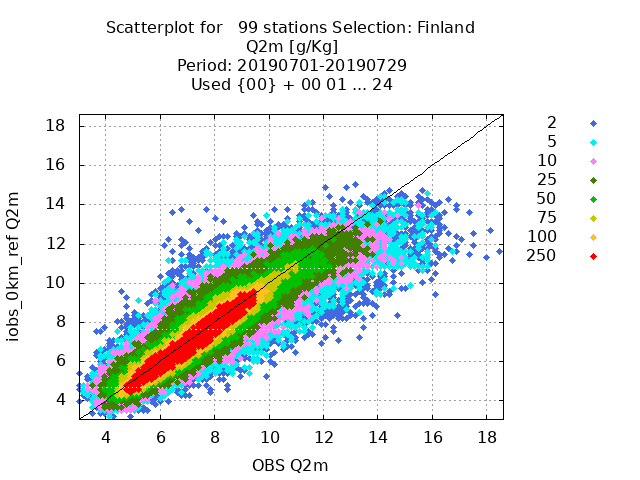 Scatterplot for 99 stations Selection: Finland
Q2m [g/Kg]
Period: 20190701-20190729
Used {00} + 00 01 ... 24
18
16
14
12
10
8
6
4
iobs_0km_ref Q2m
4 6 8 10 12 14 16 18
OBS Q2m
2
5
10
25
50
75
100
250